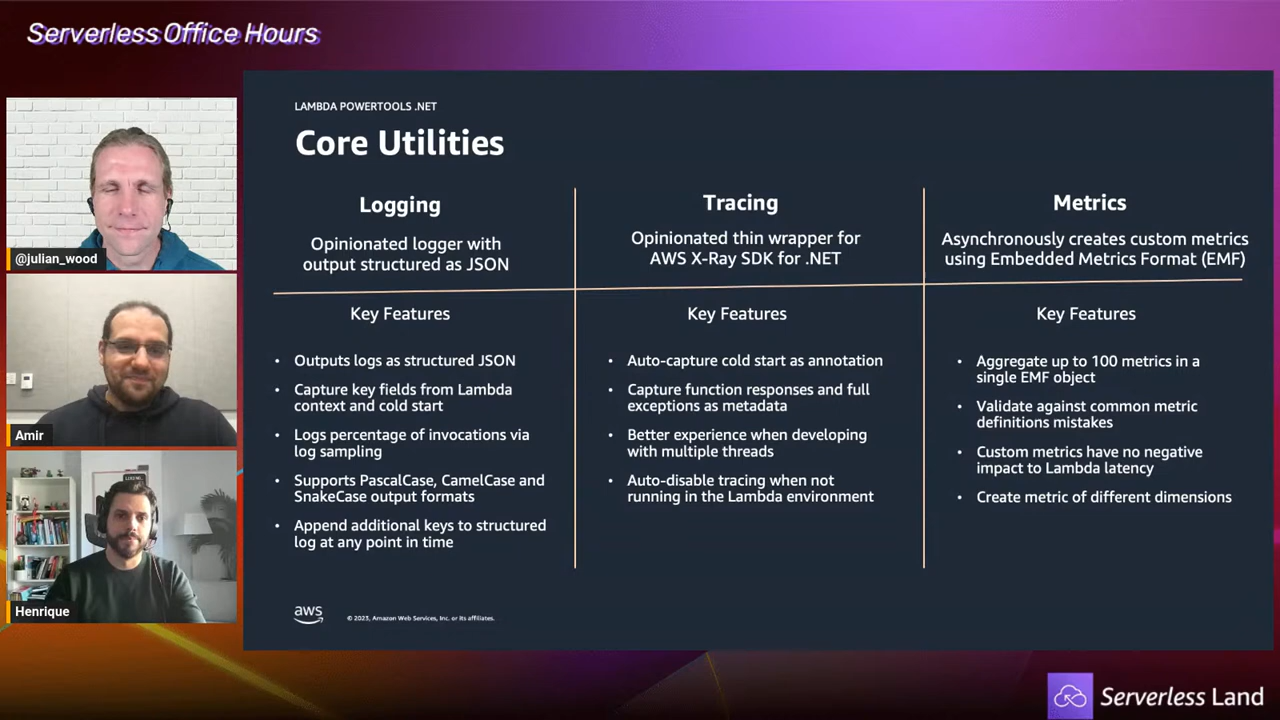 Serverless Office Hours
@julian_wood
Amir
Henrique
LAMBDA POWERTOOLS .NET
Core Utilities
Logging
Opinionated logger with
output structured as JSON
Key Features
• Outputs logs as structured JSON
• Capture key fields from Lambda
context and cold start
• Logs percentage of invocations via
log sampling
• Supports PascalCase, CamelCase and
SnakeCase output formats
• Append additional keys to structured
log at any point in time
Tracing
Opinionated thin wrapper for
AWS X-Ray SDK for .NET
Key Features
• Auto-capture cold start as annotation
• Capture function responses and full
exceptions as metadata
• Better experience when developing
with multiple threads
• Auto-disable tracing when not
running in the Lambda environment
Metrics
Asynchronously creates custom metrics
using Embedded Metrics Format (EMF)
Key Features
• Aggregate up to 100 metrics in a
single EMF object
• Validate against common metric
definitions mistakes
• Custom metrics have no negative
impact to Lambda latency
• Create metric of different dimensions
aws
© 2023, Amazon Web Services, Inc. or its affiliates.
Serverless Land